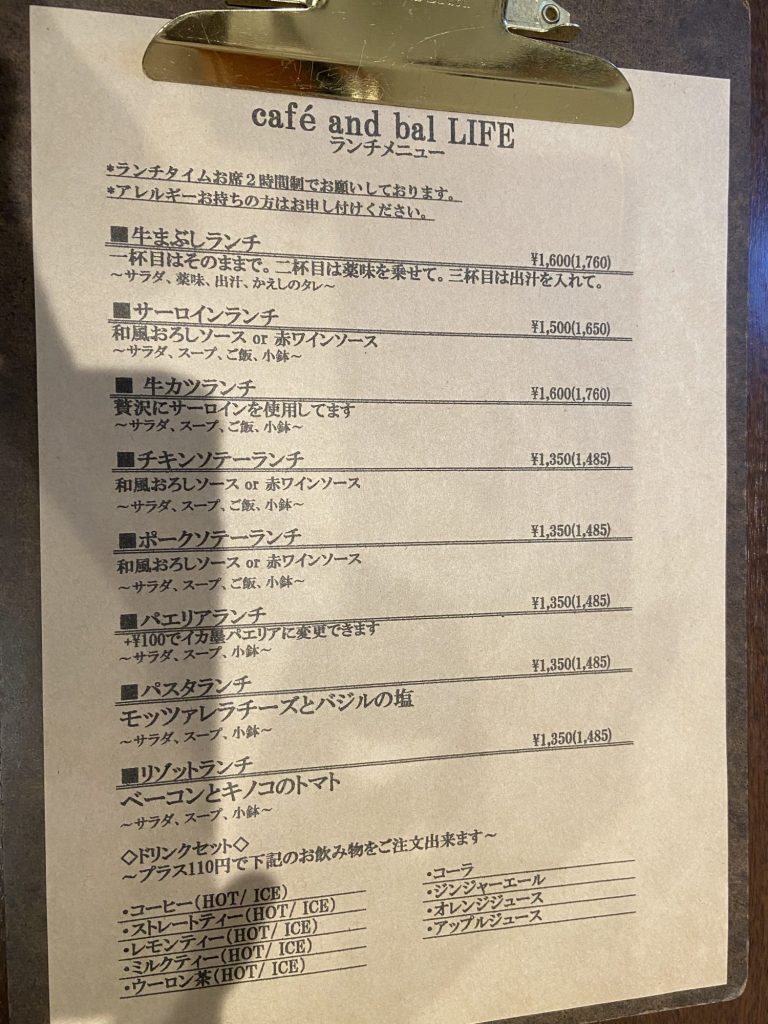 café and bal LIFE
ランチメニュー
*ランチタイムお席２時間制でお願いしております。
*アレルギーお持ちの方はお申し付けください。
■牛まぶしランチ ¥1,600(1,760)
一杯目はそのままで。二杯目は薬味を乗せて。三杯目は出汁を入れて。
～サラダ、薬味、出汁、かえしのタレ～
■サーロインランチ ¥1,500(1,650)
和風おろしソース or 赤ワインソース
～サラダ、スープ、ご飯、小鉢～
■ 牛カツランチ ¥1,600(1,760)
贅沢にサーロインを使用してます
～サラダ、スープ、ご飯、小鉢～
■チキンソテーランチ ¥1,350(1,485)
和風おろしソース or 赤ワインソース
～サラダ、スープ、ご飯、小鉢～
■ポークソテーランチ ¥1,350(1,485)
和風おろしソース or 赤ワインソース
～サラダ、スープ、ご飯、小鉢～
■パエリアランチ ¥1,350(1,485)
+¥100でイカ墨パエリアに変更できます
～サラダ、スープ、小鉢～
■パスタランチ ¥1,350(1,485)
モッツァレラチーズとバジルの塩
～サラダ、スープ、小鉢～
■リゾットランチ ¥1,350(1,485)
ベーコンとキノコのトマト
～サラダ、スープ、小鉢～
◇ドリンクセット◇
～プラス110円で下記のお飲み物をご注文出来ます～
・コーヒー（HOT/ ICE）
・ストレートティー（HOT/ ICE）
・レモンティー（HOT/ ICE）
・ミルクティー（HOT/ ICE）
・ウーロン茶（HOT/ ICE）
・コーラ
・ジンジャーエール
・オレンジジュース
・アップルジュース